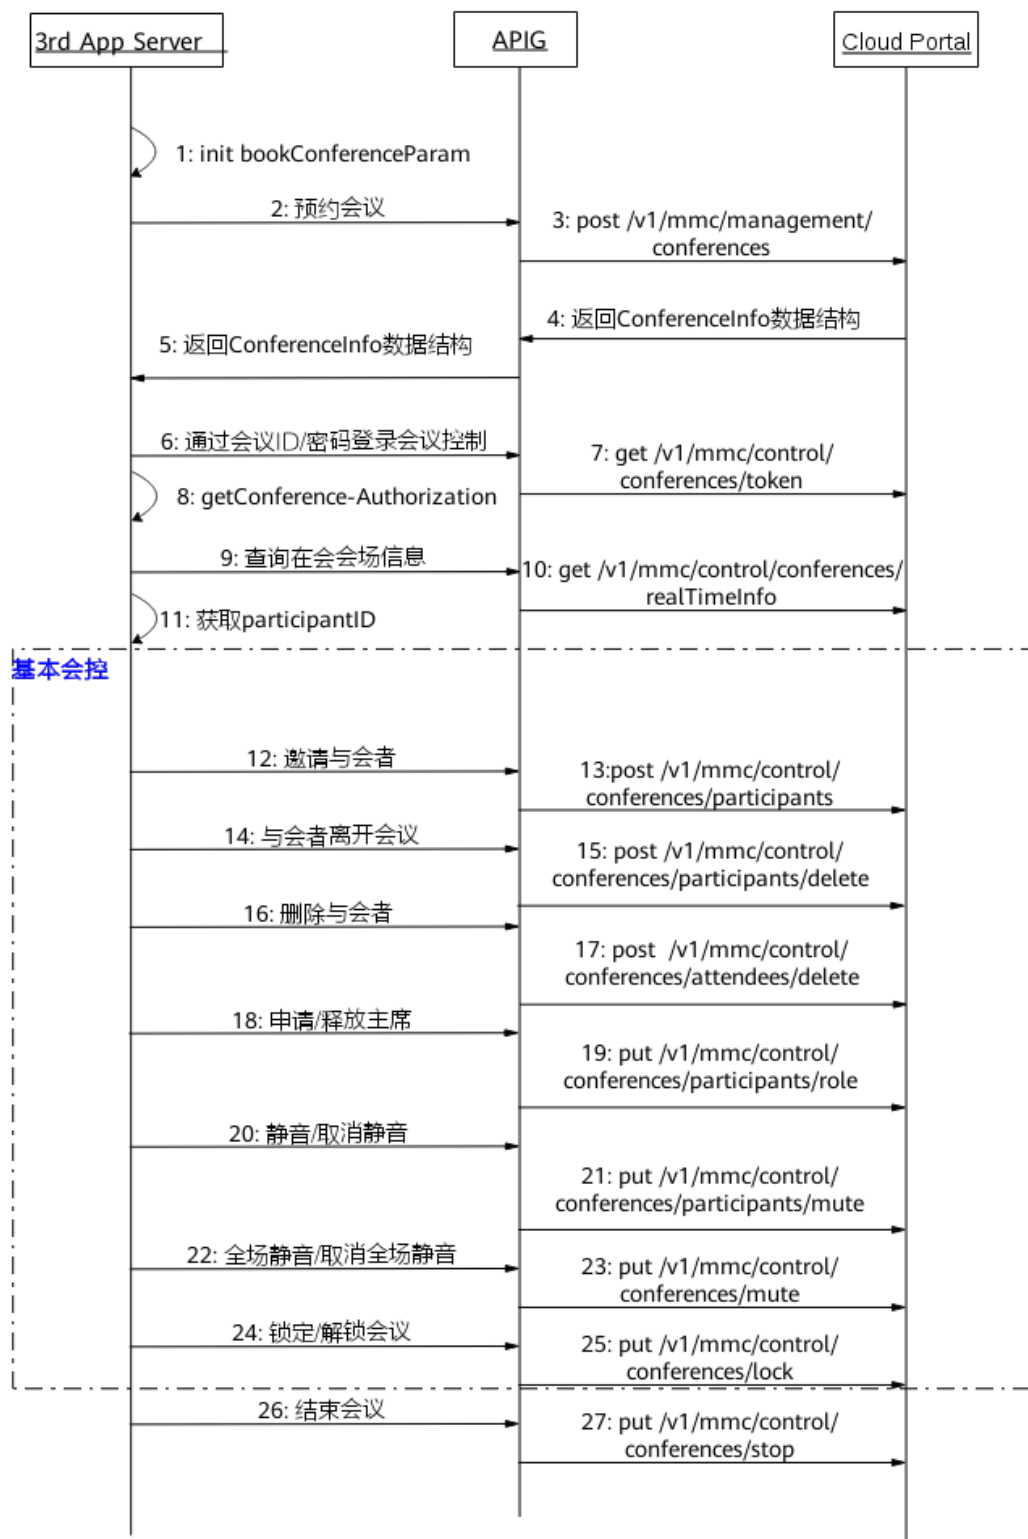 3rd App Server
APIG
Cloud Portal
1: init bookConferenceParam
2: 预约会议
3: post /v1/mmc/management/
conferences
4: 返回ConferenceInfo数据结构
5: 返回ConferenceInfo数据结构
6: 通过会议ID/密码登录会议控制
7: get /v1/mmc/control/
conferences/token
8: getConference-Authorization
9: 查询在会会场信息
10: get /v1/mmc/control/conferences/
realTimeInfo
11: 获取participantID
基本会控
12: 邀请与会者
13:post /v1/mmc/control/
conferences/participants
14: 与会者离开会议
15: post /v1/mmc/control/
conferences/participants/delete
16: 删除与会者
17: post  /v1/mmc/control/
conferences/attendees/delete
18: 申请/释放主席
19: put /v1/mmc/control/
conferences/participants/role
20: 静音/取消静音
21: put /v1/mmc/control/
conferences/participants/mute
22: 全场静音/取消全场静音
23: put /v1/mmc/control/
conferences/mute
24: 锁定/解锁会议
25: put /v1/mmc/control/
conferences/lock
26: 结束会议
27: put /v1/mmc/control/
conferences/stop